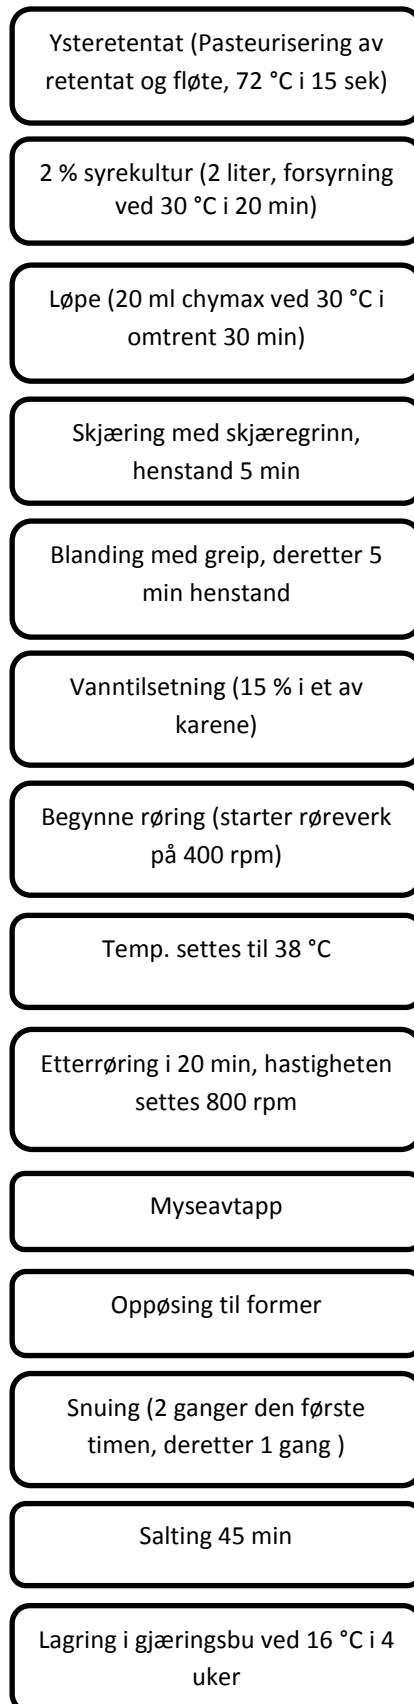 Ysteretentat (Pasteurisering av
retentat og fløte, 72 °C i 15 sek)
2 % syrekultur (2 liter, forsyrning
ved 30 °C i 20 min)
Løpe (20 ml chymax ved 30 °C i
omtrent 30 min)
Skjæring med skjæregrinn,
henstand 5 min
Blanding med greip, deretter 5
min henstand
Vanntilsetning (15 % i et av
karene)
Begynne røring (starter røreverk
på 400 rpm)
Temp. settes til 38 °C
Etterrøring i 20 min, hastigheten
settes 800 rpm
Myseavtapp
Oppøsing til former
Snuing (2 ganger den første
timen, deretter 1 gang )
Salting 45 min
Lagring i gjæringsbu ved 16 °C i 4
uker